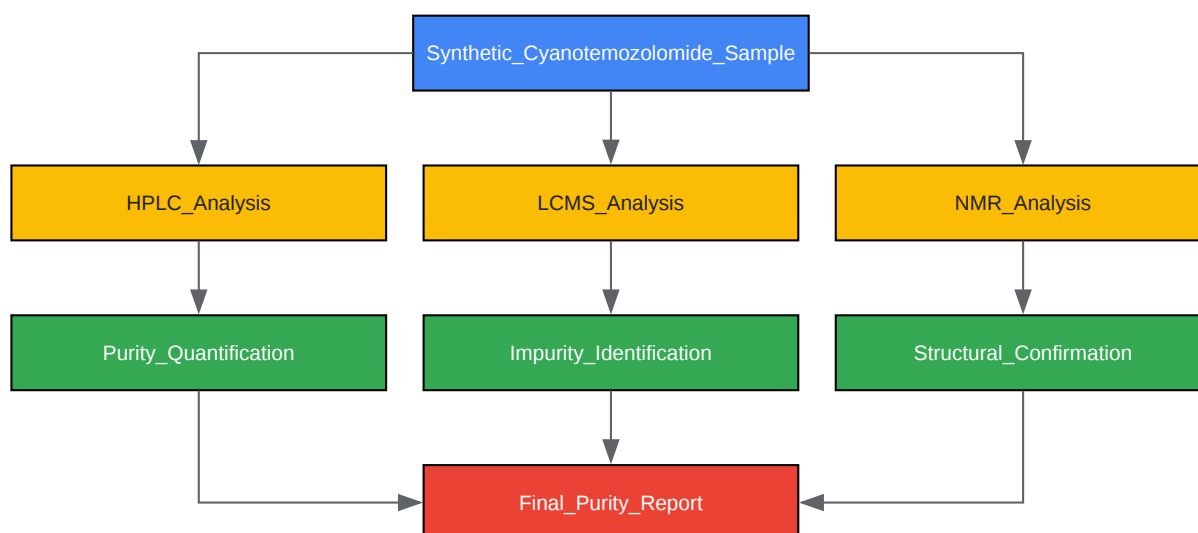 Synthetic_Cyanotemozolomide_Sample
HPLC_Analysis
LCMS_Analysis
NMR_Analysis
Purity_Quantification
Impurity_Identification
Structural_Confirmation
Final_Purity_Report